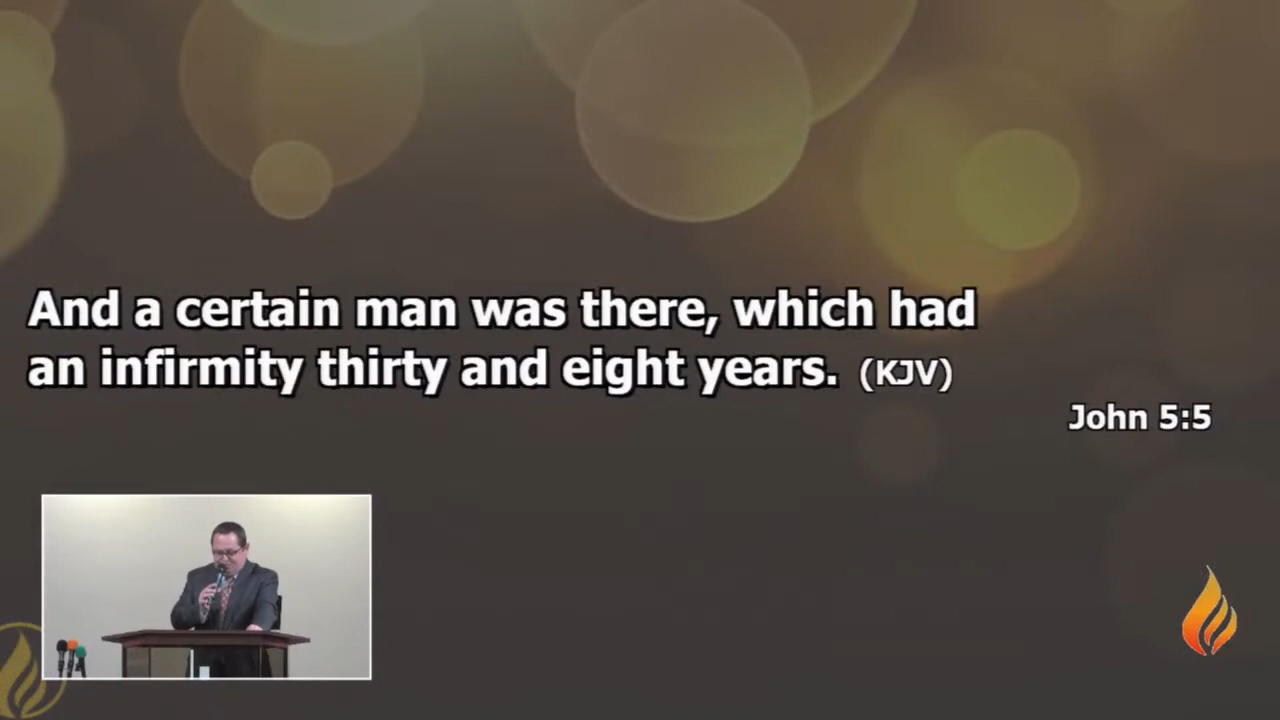 And a certain man was there, which had
an infirmity thirty and eight years. (KJV)
John 5:5